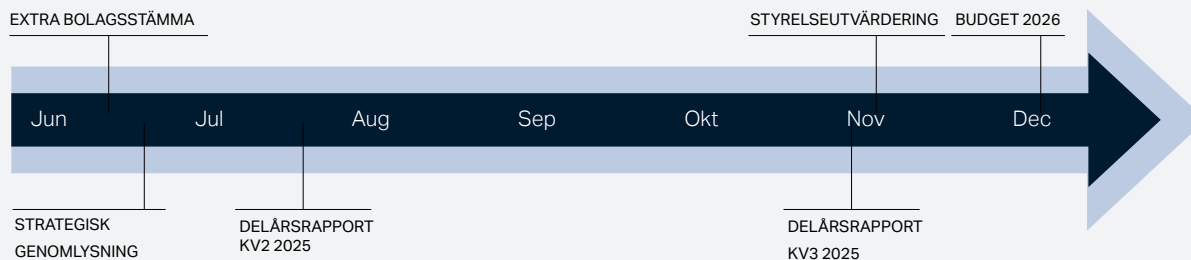 EXTRA BOLAGSSTÄMMA
STYRELSEUTVÄRDERING
BUDGET 2026
Jun
Jul
Aug
Sep
Okt
Nov
Dec
STRATEGISK
GENOMLYSNING
DELÅRSRAPPORT
KV2 2025
DELÅRSRAPPORT
KV3 2025